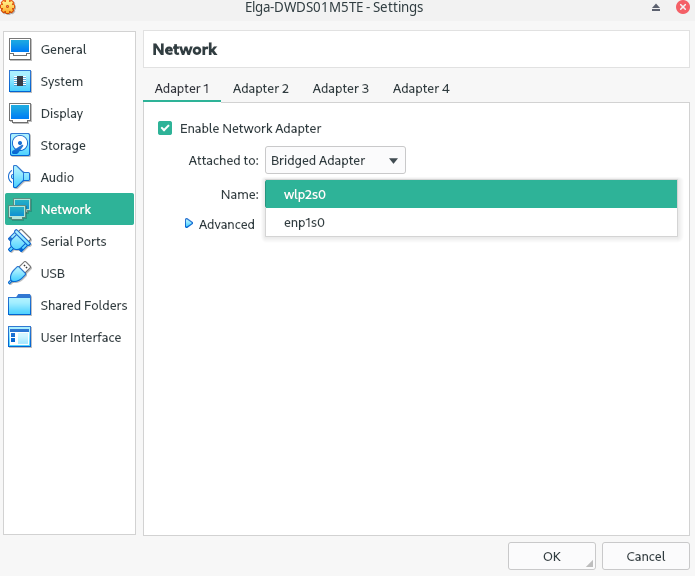 Elga-DWDS01M5TE - Settings
General
System
Display
Storage
Audio
Network
Serial Ports
USB
Shared Folders
User Interface
Network
Adapter 1 Adapter 2 Adapter 3 Adapter 4
Enable Network Adapter
Attached to: Bridged Adapter
Name: wlp2s0
enp1s0
Advanced
OK Cancel